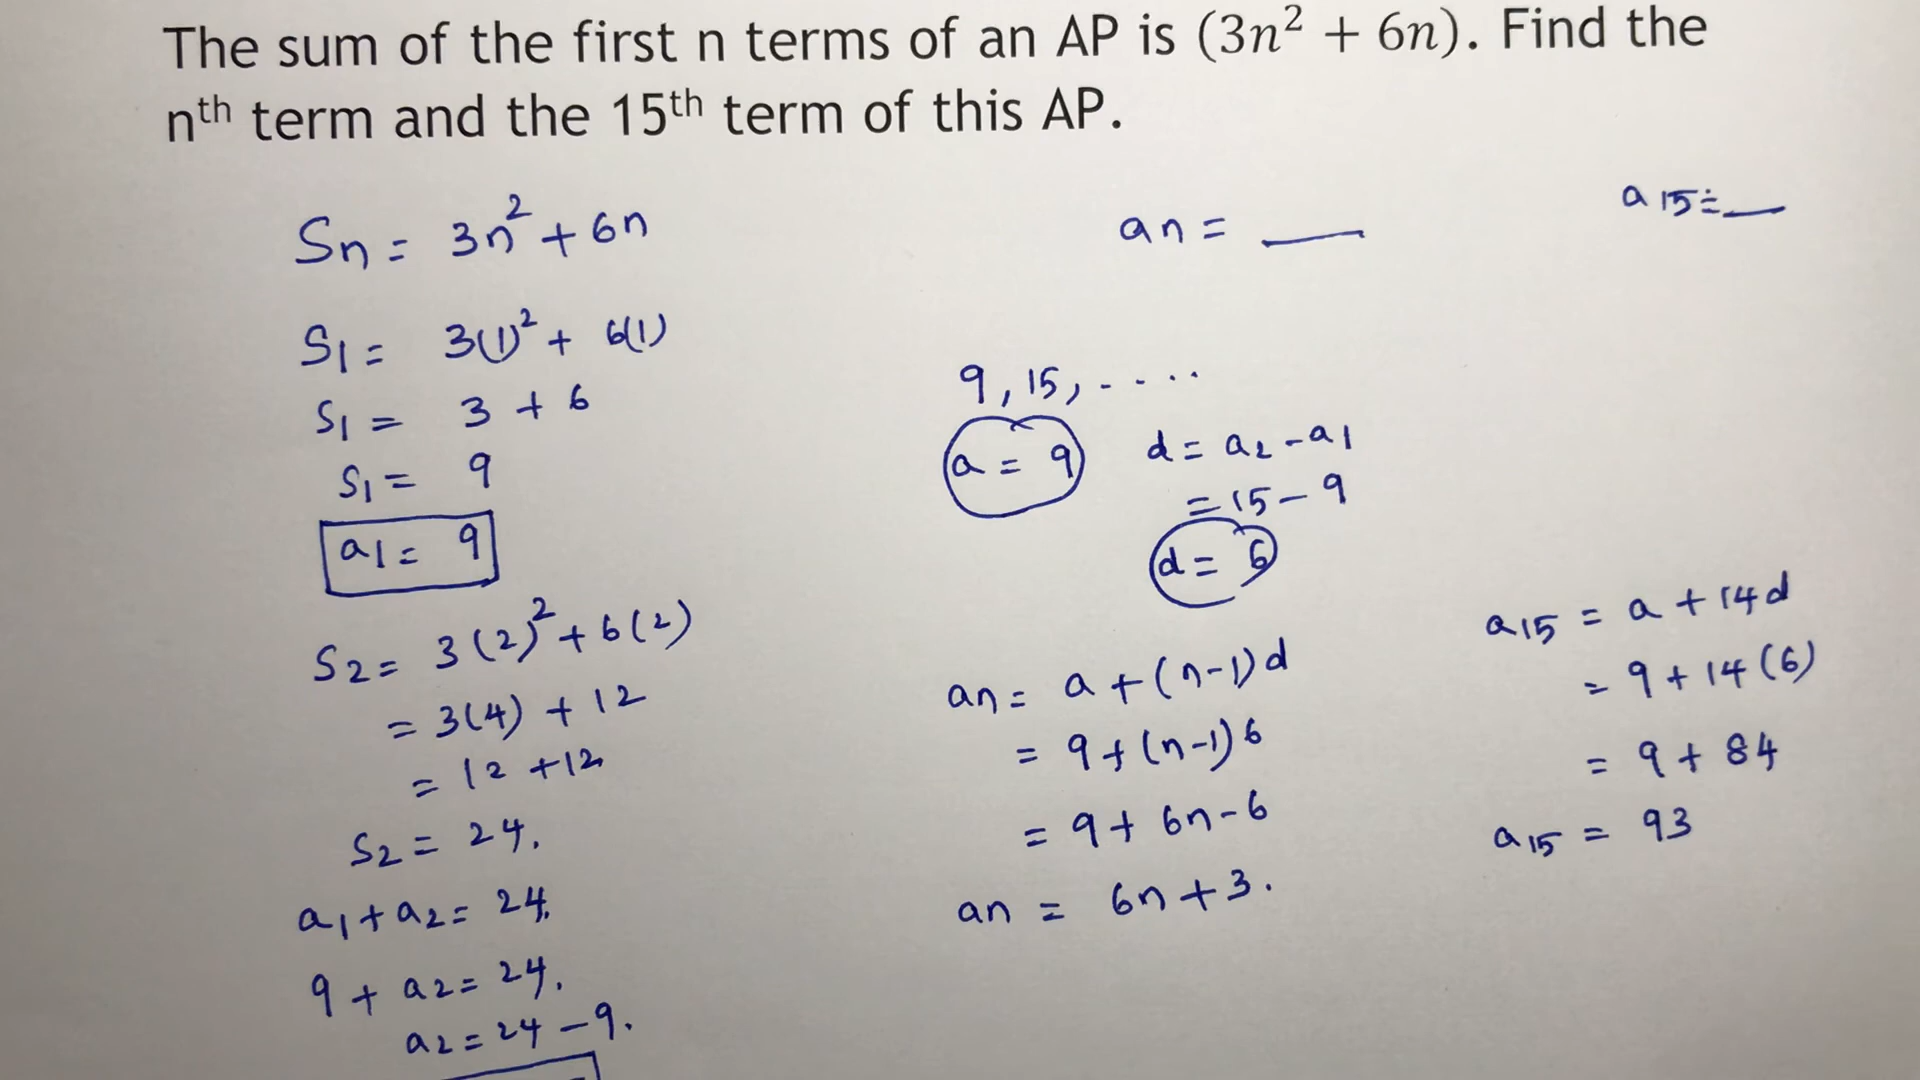 The sum of the first n terms of an AP is (3n² + 6n). Find the
nᵗʰ term and the 15ᵗʰ term of this AP.
Sn = 3n² + 6n
S1 = 3(1)² + 6(1)
S1 = 3 + 6
S1 = 9
a1 = 9
S2 = 3(2)² + 6(2)
= 3(4) + 12
= 12 + 12
S2 = 24.
a1 + a2 = 24.
9 + a2 = 24.
a2 = 24 - 9.
an = __
9, 15, - - · ·
a = 9
d = a2 - a1
= 15 - 9
d = 6
an = a + (n-1)d
= 9 + (n-1)6
= 9 + 6n - 6
an = 6n + 3.
a15 = __
a15 = a + 14d
= 9 + 14(6)
= 9 + 84
a15 = 93